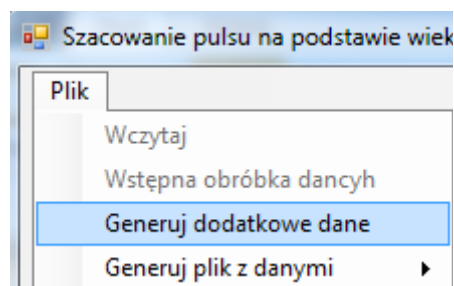 Szacowanie pulsu na podstawie wiek
Plik
Wczytaj
Wstępna obróbka dancyh
Generuj dodatkowe dane
Generuj plik z danymi